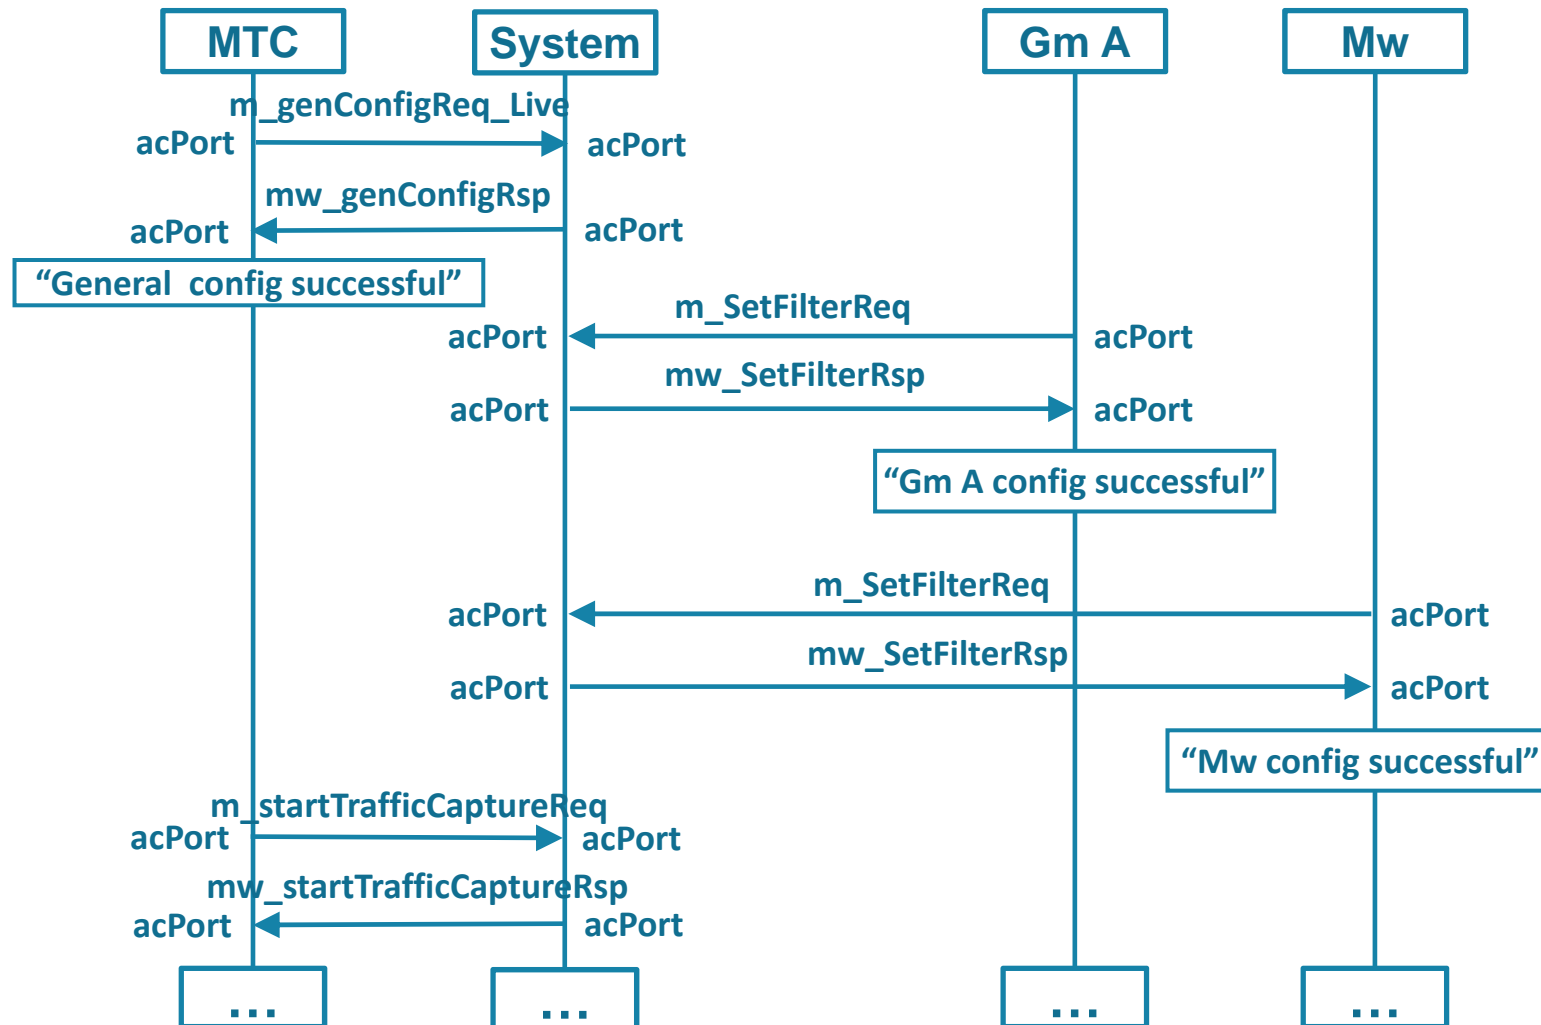 MTC
System
Gm A
Mw
m_genConfigReq_Live
acPort
acPort
mw_genConfigRsp
acPort
acPort
“General  config successful”
m_SetFilterReq
acPort
acPort
mw_SetFilterRsp
acPort
acPort
“Gm A config successful”
m_SetFilterReq
acPort
acPort
mw_SetFilterRsp
acPort
acPort
“Mw config successful”
m_startTrafficCaptureReq
acPort
acPort
mw_startTrafficCaptureRsp
acPort
acPort
...
...
...
...